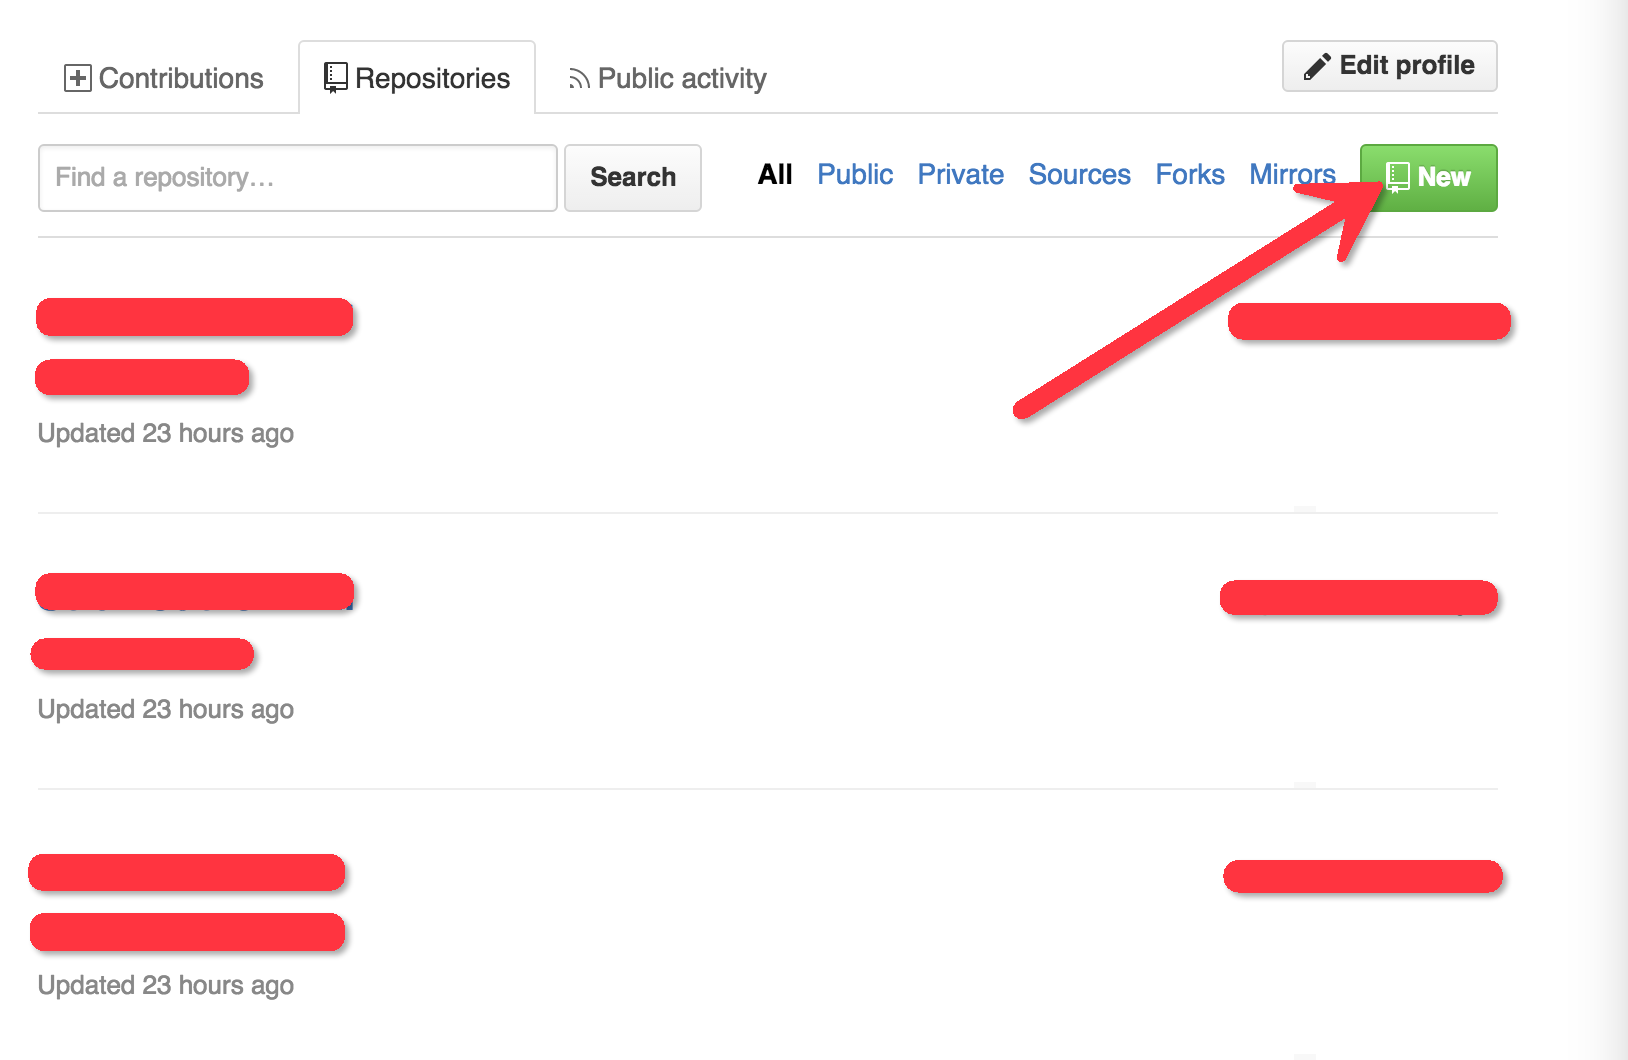 Contributions Repositories Public activity Edit profile
Find a repository... Search All Public Private Sources Forks Mirrors New
Updated 23 hours ago
Updated 23 hours ago
Updated 23 hours ago